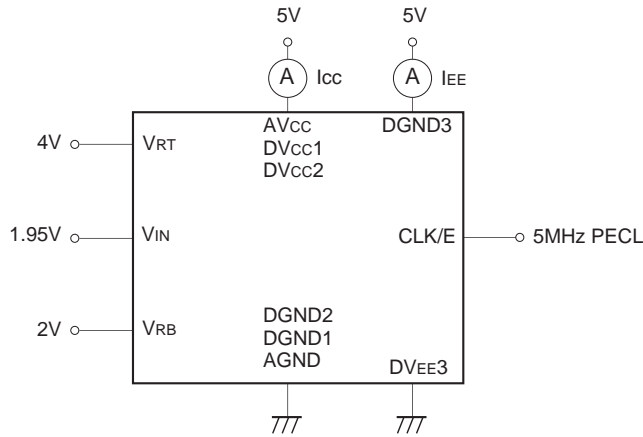 5V 5V
A Icc A IEE
AVcc DGND3
4V VRT DVcc1
DVcc2
1.95V VIN CLK/E 5MHz PECL
DGND2
2V VRB DGND1
AGND
DVEE3